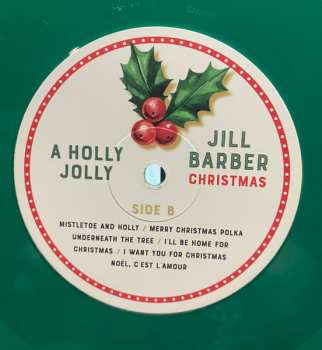 A HOLLY
JOLLY
JILL
BARBER
CHRISTMAS
SIDE B
MISTLETOE AND HOLLY / MERRY CHRISTMAS POLKA
UNDERNEATH THE TREE / I'LL BE HOME FOR
CHRISTMAS / I WANT YOU FOR CHRISTMAS
NOËL, C'EST L'AMOUR